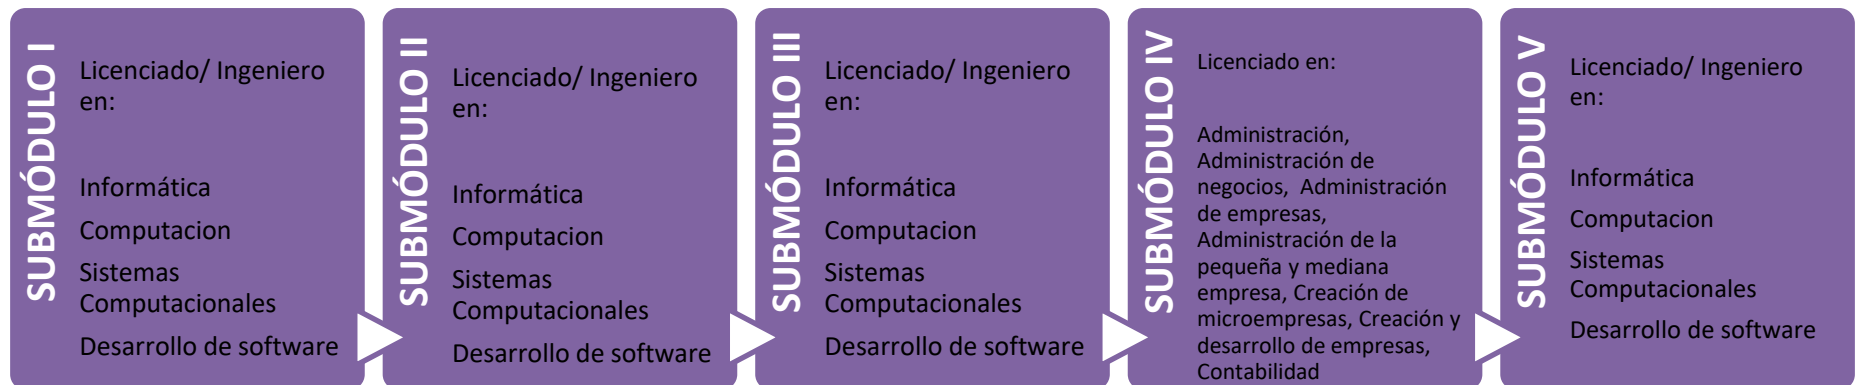 SUBMÓDULO I
Licenciado/ Ingeniero
en:
Informática
Computacion
Sistemas
Computacionales
Desarrollo de software
SUBMÓDULO II
Licenciado/ Ingeniero
en:
Informática
Computacion
Sistemas
Computacionales
Desarrollo de software
SUBMÓDULO III
Licenciado/ Ingeniero
en:
Informática
Computacion
Sistemas
Computacionales
Desarrollo de software
SUBMÓDULO IV
Licenciado en:
Administración,
Administración de
negocios, Administración
de empresas,
Administración de la
pequeña y mediana
empresa, Creación de
microempresas, Creación y
desarrollo de empresas,
Contabilidad
SUBMÓDULO V
Licenciado/ Ingeniero
en:
Informática
Computacion
Sistemas
Computacionales
Desarrollo de software